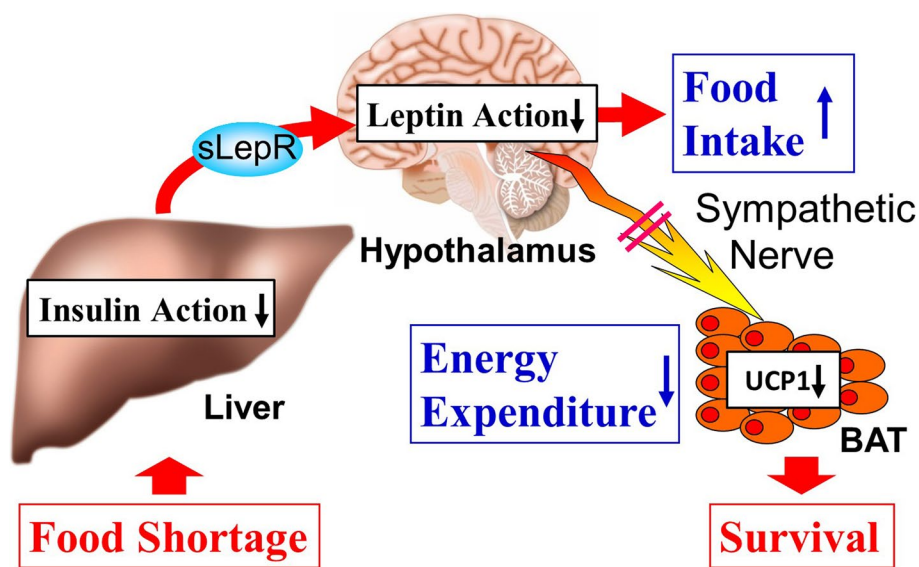 sLepR
Leptin Action ↓
Food
Intake ↑
Hypothalamus
Sympathetic
Nerve
Insulin Action ↓
Liver
Energy
Expenditure ↓
UCP1 ↓
BAT
Food Shortage
Survival